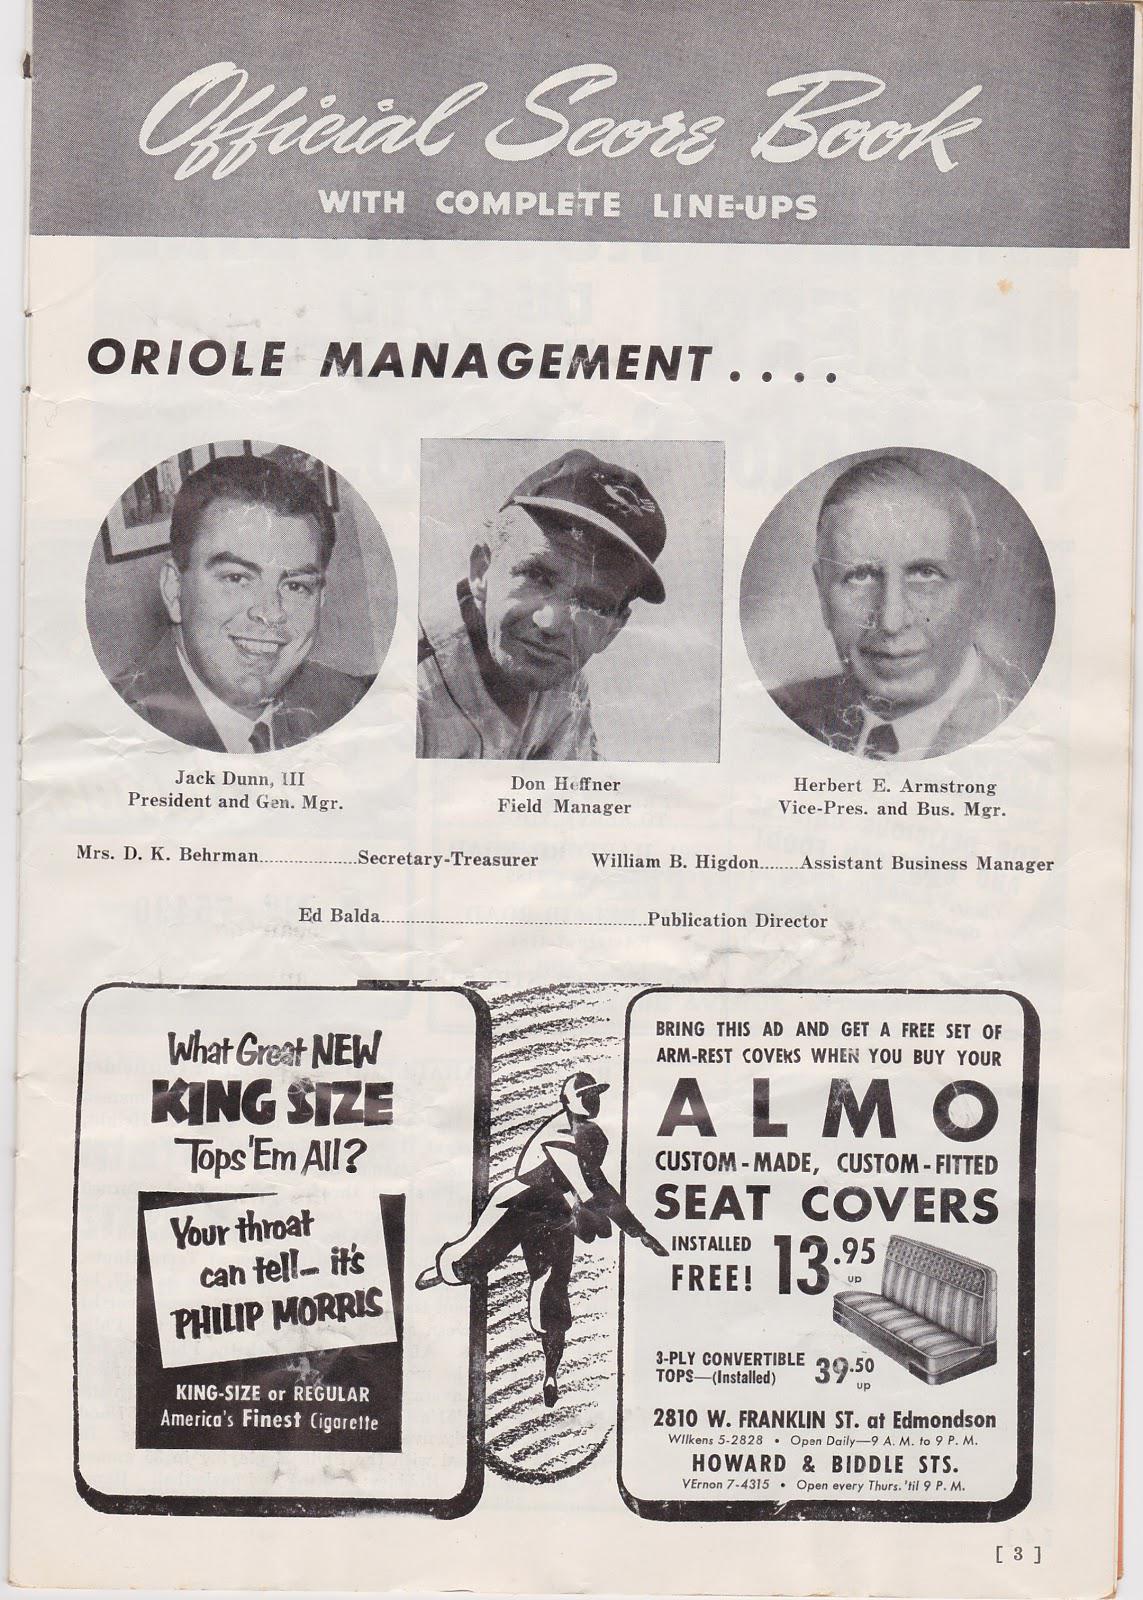 Official Score Book
WITH COMPLETE LINE-UPS
ORIOLE MANAGEMENT . . . .
Jack Dunn, III
President and Gen. Mgr.
Don Heffner
Field Manager
Herbert E. Armstrong
Vice-Pres. and Bus. Mgr.
Mrs. D. K. Behrman..................Secretary-Treasurer
William B. Higdon........Assistant Business Manager
Ed Balda.................................................Publication Director
What Great NEW
KING SIZE
Tops 'Em All?
Your throat
can tell— it's
PHILIP MORRIS
KING-SIZE or REGULAR
America's Finest Cigarette
BRING THIS AD AND GET A FREE SET OF
ARM-REST COVERS WHEN YOU BUY YOUR
ALMO
CUSTOM-MADE, CUSTOM-FITTED
SEAT COVERS
INSTALLED
FREE!
13.95
up
3-PLY CONVERTIBLE
TOPS—(Installed)
39.50
up
2810 W. FRANKLIN ST. at Edmondson
WIlkens 5-2828 • Open Daily—9 A. M. to 9 P. M.
HOWARD & BIDDLE STS.
VErnon 7-4315 • Open every Thurs. 'til 9 P. M.
[ 3 ]